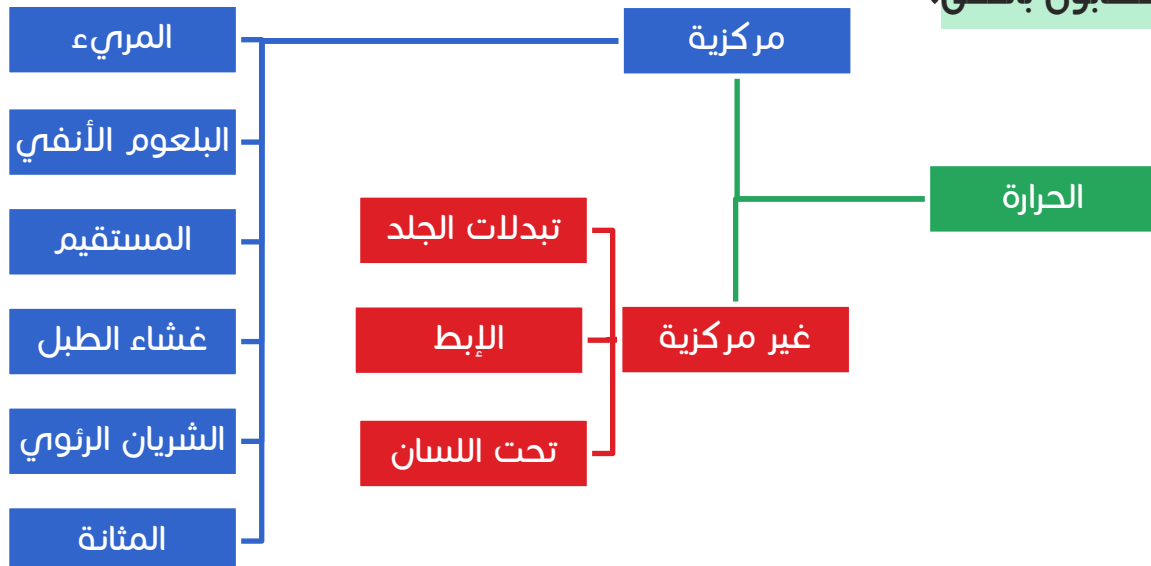 الحرارة
مركزية
المريء
البلعوم الأنفي
المستقيم
غشاء الطبل
الشريان الرئوي
المثانة
غير مركزية
تبدلات الجلد
الإبط
تحت اللسان